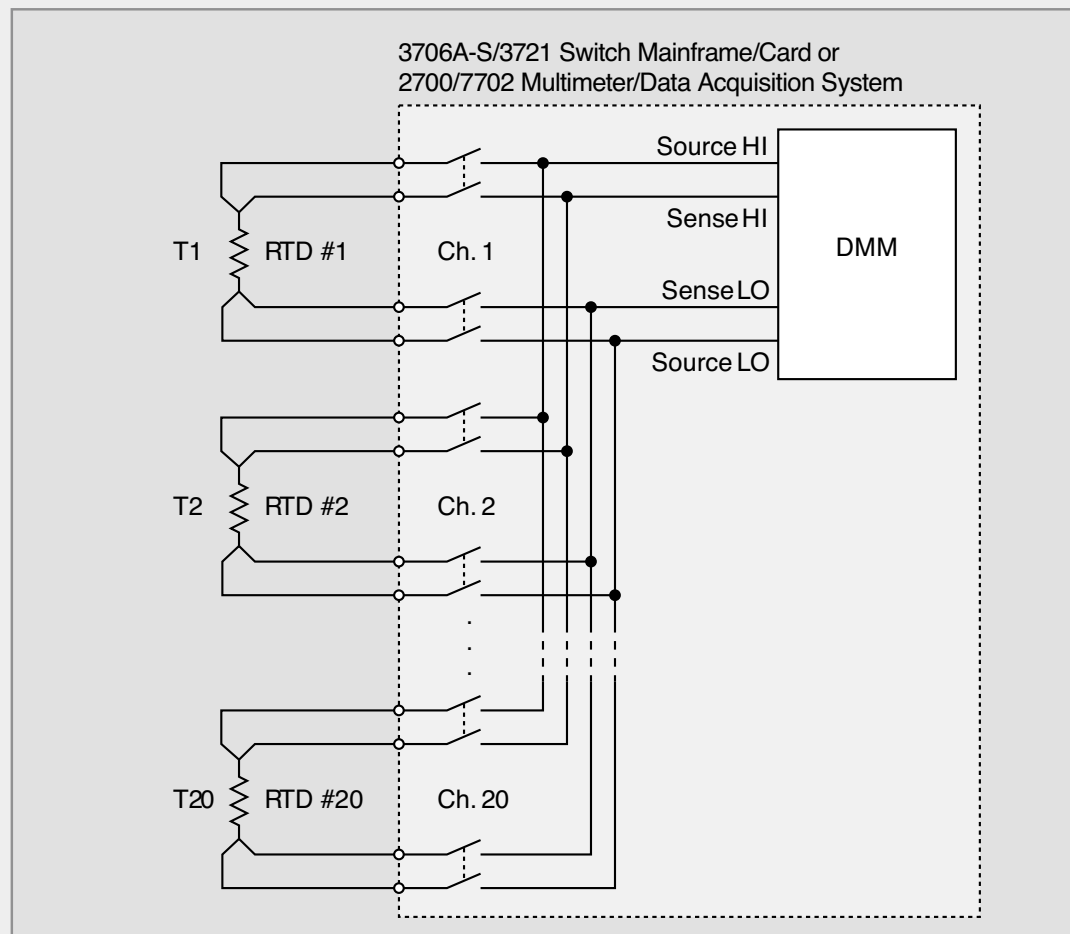 3706A-S/3721 Switch Mainframe/Card or
2700/7702 Multimeter/Data Acquisition System
Source HI
Sense HI
DMM
T1
RTD #1
Ch. 1
Sense LO
Source LO
T2
RTD #2
Ch. 2
.
.
.
T20
RTD #20
Ch. 20